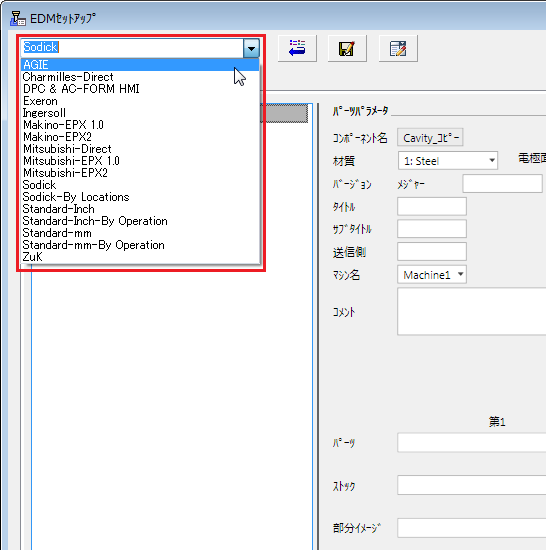 EDMｾｯﾄｱｯﾌﾟ
Sodick
AGIE
Charmilles-Direct
DPC & AC-FORM HMI
Exeron
Ingersoll
Makino-EPX 1.0
Makino-EPX2
Mitsubishi-Direct
Mitsubishi-EPX 1.0
Mitsubishi-EPX2
Sodick
Sodick-By Locations
Standard-Inch
Standard-Inch-By Operation
Standard-mm
Standard-mm-By Operation
ZuK
ﾊﾟｰﾂﾊﾟﾗﾒｰﾀ
ｺﾝﾎﾟｰﾈﾝﾄ名 Cavity_ｺﾋﾟｰ
材質 1: Steel 電極面
ﾊﾞｰｼﾞｮﾝ ﾒｼﾞｬｰ
ﾀｲﾄﾙ
ｻﾌﾞﾀｲﾄﾙ
送信側
ﾏｼﾝ名 Machine1
ｺﾒﾝﾄ
第1
ﾊﾟｰﾂ
ｽﾄｯｸ
部分ｲﾒｰｼﾞ